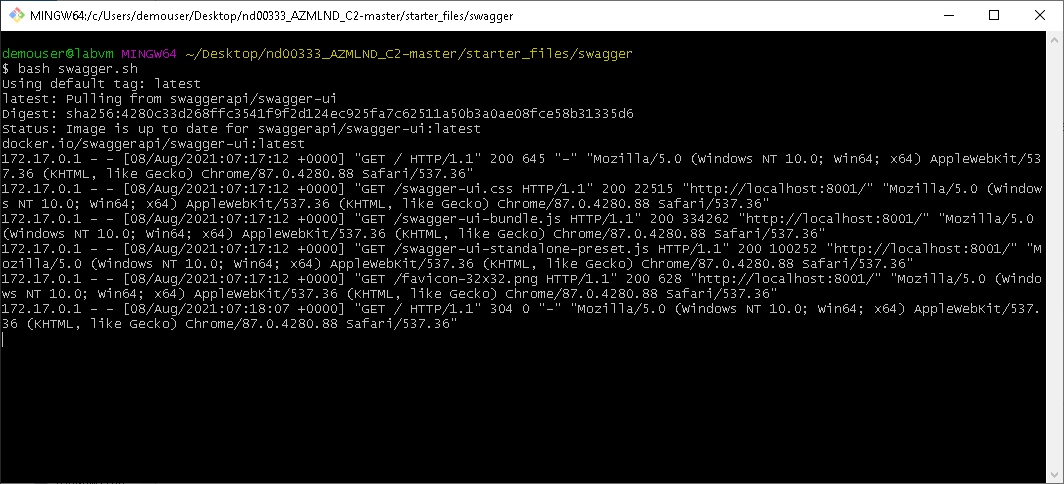 MINGW64:/c/Users/demouser/Desktop/nd00333_AZMLND_C2-master/starter_files/swagger
demouser@labvm MINGW64 ~/Desktop/nd00333_AZMLND_C2-master/starter_files/swagger
$ bash swagger.sh
Using default tag: latest
latest: Pulling from swaggerapi/swagger-ui
Digest: sha256:4280c33d268ffc3541f9f2d124ec925fa7c62511a50b3a0ae08fce58b31335d6
Status: Image is up to date for swaggerapi/swagger-ui:latest
docker.io/swaggerapi/swagger-ui:latest
172.17.0.1 - - [08/Aug/2021:07:17:12 +0000] "GET / HTTP/1.1" 200 645 "-" "Mozilla/5.0 (Windows NT 10.0; Win64; x64) AppleWebKit/53
7.36 (KHTML, like Gecko) Chrome/87.0.4280.88 Safari/537.36"
172.17.0.1 - - [08/Aug/2021:07:17:12 +0000] "GET /swagger-ui.css HTTP/1.1" 200 22515 "http://localhost:8001/" "Mozilla/5.0 (Window
s NT 10.0; Win64; x64) AppleWebKit/537.36 (KHTML, like Gecko) Chrome/87.0.4280.88 Safari/537.36"
172.17.0.1 - - [08/Aug/2021:07:17:12 +0000] "GET /swagger-ui-bundle.js HTTP/1.1" 200 334262 "http://localhost:8001/" "Mozilla/5.0
(Windows NT 10.0; Win64; x64) AppleWebKit/537.36 (KHTML, like Gecko) Chrome/87.0.4280.88 Safari/537.36"
172.17.0.1 - - [08/Aug/2021:07:17:12 +0000] "GET /swagger-ui-standalone-preset.js HTTP/1.1" 200 100252 "http://localhost:8001/" "M
ozilla/5.0 (Windows NT 10.0; Win64; x64) AppleWebKit/537.36 (KHTML, like Gecko) Chrome/87.0.4280.88 Safari/537.36"
172.17.0.1 - - [08/Aug/2021:07:17:12 +0000] "GET /favicon-32x32.png HTTP/1.1" 200 628 "http://localhost:8001/" "Mozilla/5.0 (Windo
ws NT 10.0; Win64; x64) AppleWebKit/537.36 (KHTML, like Gecko) Chrome/87.0.4280.88 Safari/537.36"
172.17.0.1 - - [08/Aug/2021:07:18:07 +0000] "GET / HTTP/1.1" 304 0 "-" "Mozilla/5.0 (Windows NT 10.0; Win64; x64) AppleWebKit/537.
36 (KHTML, like Gecko) Chrome/87.0.4280.88 Safari/537.36"